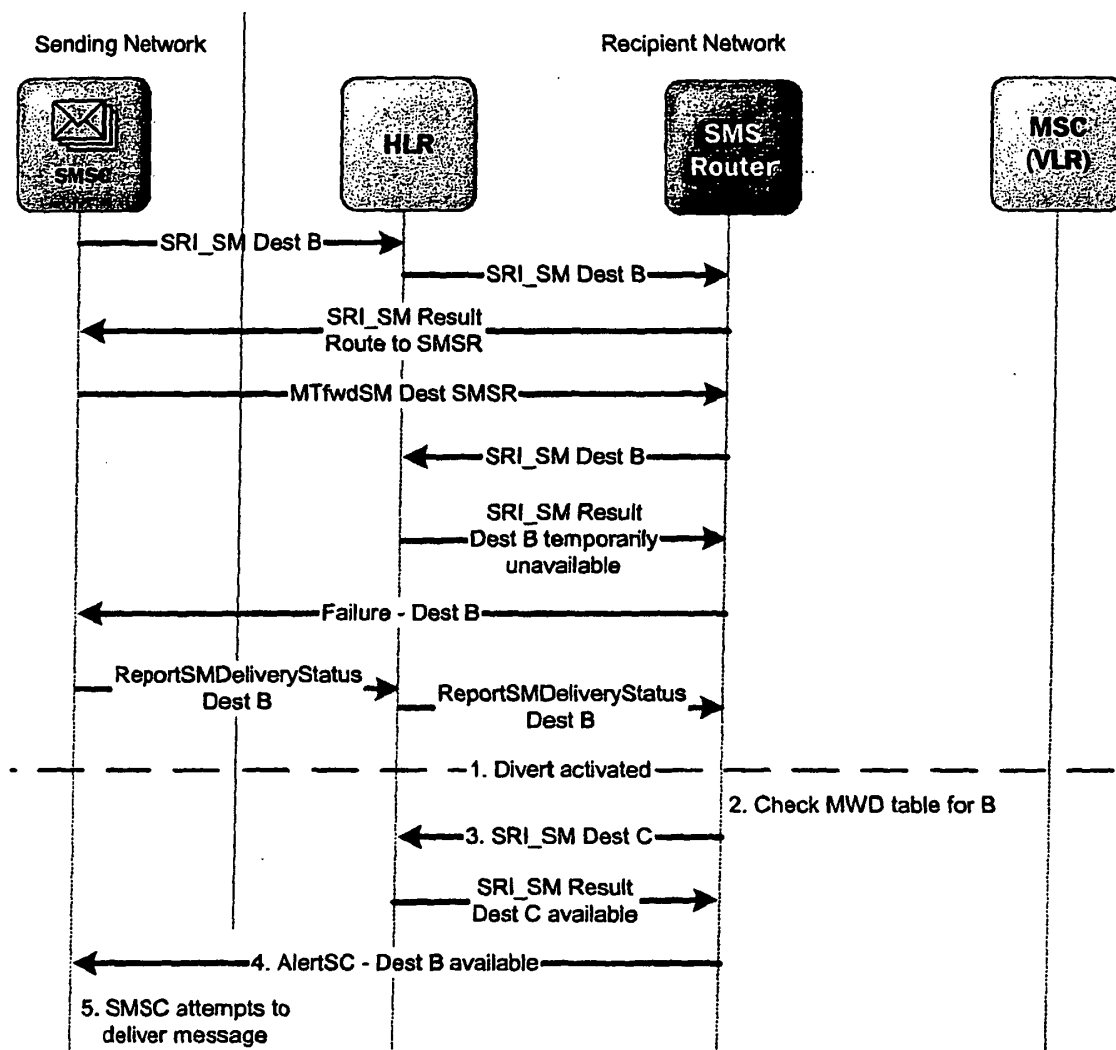 Sending Network
Recipient Network
SMSC
HLR
SMS
Router
MSC
(VLR)
SRI_SM Dest B
SRI_SM Dest B
SRI_SM Result
Route to SMSR
MTfwdSM Dest SMSR
SRI_SM Dest B
SRI_SM Result
Dest B temporarily
unavailable
Failure - Dest B
ReportSMDeliveryStatus
Dest B
ReportSMDeliveryStatus
Dest B
1. Divert activated
2. Check MWD table for B
3. SRI_SM Dest C
SRI_SM Result
Dest C available
4. AlertSC - Dest B available
5. SMSC attempts to
deliver message